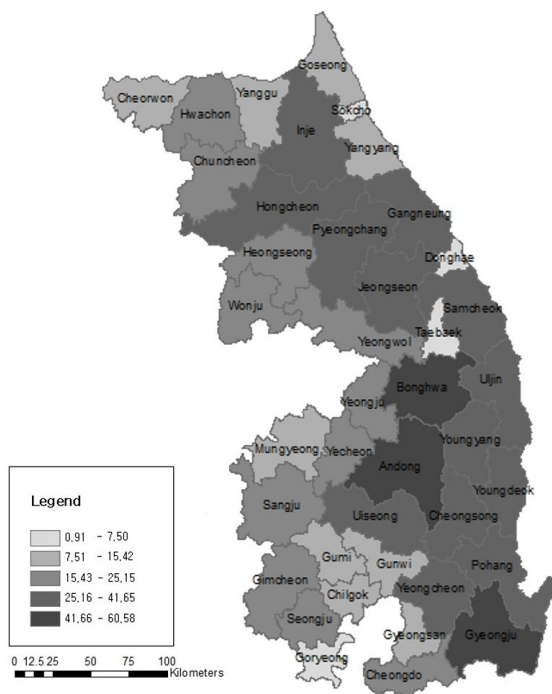 Goseong
Cheorwon
Yanggu
Sokcho
Hwachon
Inje
Yangyang
Chuncheon
Hongcheon
Gangneung
Pyeongchang
Heongseong
Donghae
Jeongseon
Wonju
Samcheok
Taebaek
Yeongwol
Uljin
Bonghwa
Yeongju
Youngyang
Mungyeong
Yecheon
Andong
Youngdeok
Sangju
Uiseong
Cheongsong
Gumi
Gunwi
Pohang
Gimcheon
Chilgok
Yeongcheon
Seongju
Gyeongsan
Gyeongju
Goryeong
Cheongdo
Legend
0,91 - 7,50
7,51 - 15,42
15,43 - 25,15
25,16 - 41,65
41,66 - 60,58
0 12.5 25 50 75 100
Kilometers